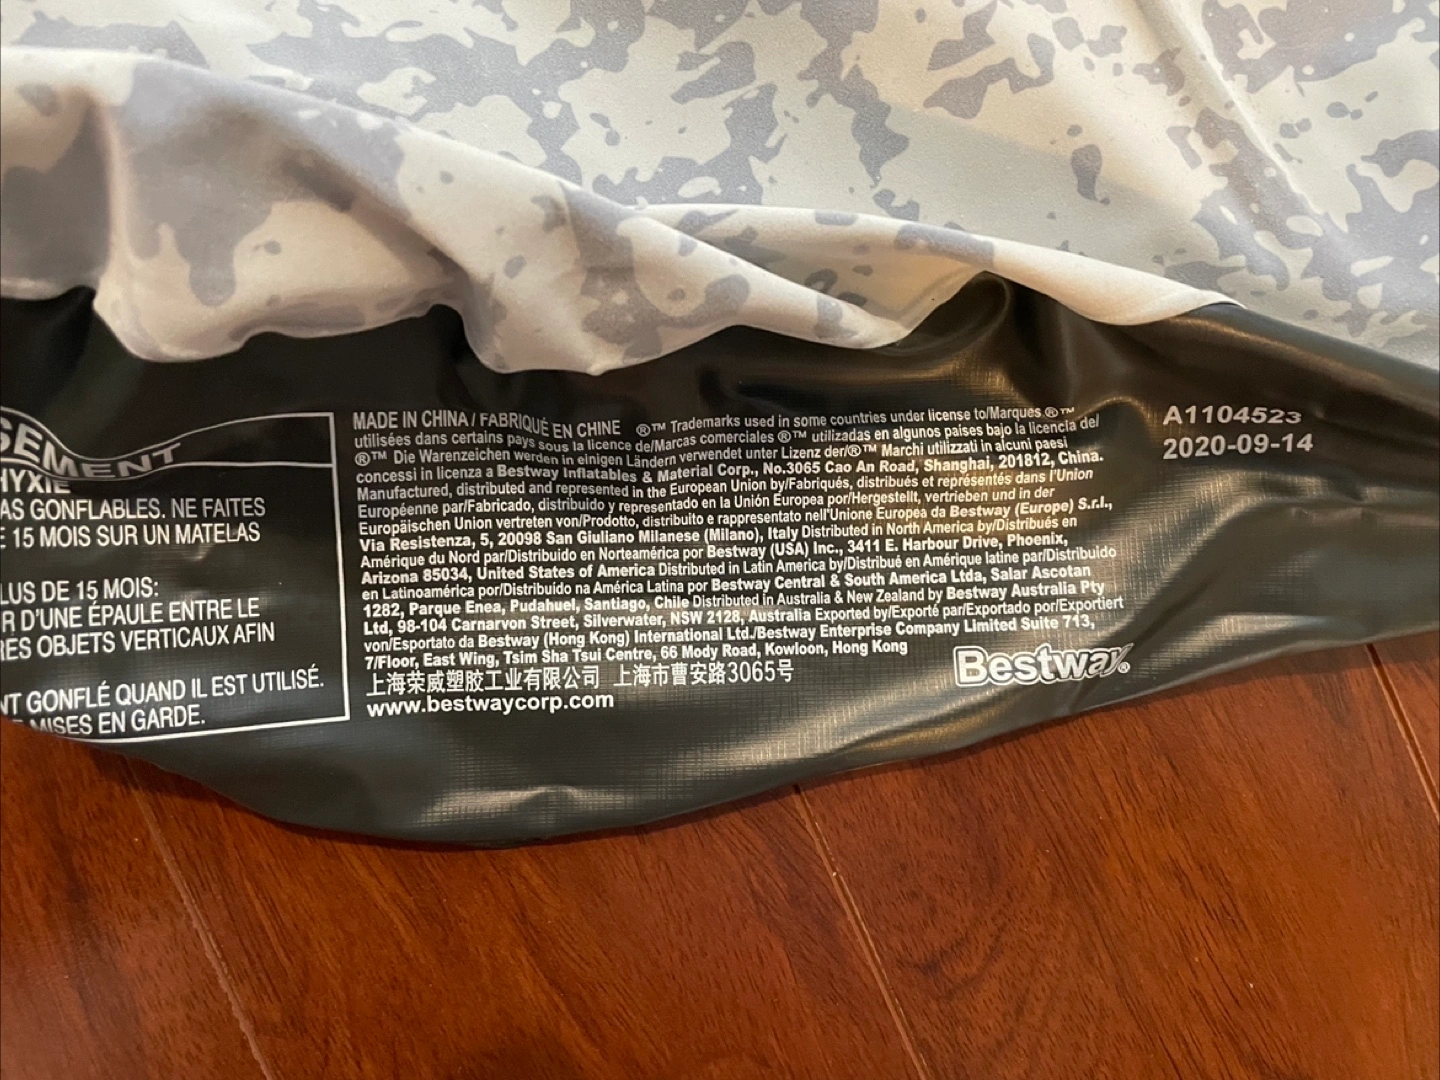 SEMENT
HYXIE
AS GONFLABLES. NE FAITES
E 15 MOIS SUR UN MATELAS
LUS DE 15 MOIS:
R D'UNE ÉPAULE ENTRE LE
RES OBJETS VERTICAUX AFIN
NT GONFLÉ QUAND IL EST UTILISÉ.
MISES EN GARDE.
MADE IN CHINA / FABRIQUÉ EN CHINE ®™ Trademarks used in some countries under license to/Marques ®™
utilisées dans certains pays sous la licence de/Marcas comerciales ®™ utilizadas en algunos países bajo la licencia del
®™ Die Warenzeichen werden in einigen Ländern verwendet unter Lizenz der/®™ Marchi utilizzati in alcuni paesi
concessi in licenza a Bestway Inflatables & Material Corp., No.3065 Cao An Road, Shanghai, 201812, China.
Manufactured, distributed and represented in the European Union by/Fabriqués, distribués et représentés dans l'Union
Européenne par/Fabricado, distribuido y representado en la Unión Europea por/Hergestellt, vertrieben und in der
Europäischen Union vertreten von/Prodotto, distribuito e rappresentato nell'Unione Europea da Bestway (Europe) S.r.l.,
Via Resistenza, 5, 20098 San Giuliano Milanese (Milano), Italy Distributed in North America by/Distribués en
Amérique du Nord par/Distribuido en Norteamérica por Bestway (USA) Inc., 3411 E. Harbour Drive, Phoenix,
Arizona 85034, United States of America Distributed in Latin America by/Distribué en Amérique latine par/Distribuido
en Latinoamérica por/Distribuído na América Latina por Bestway Central & South America Ltda, Salar Ascotan
1282, Parque Enea, Pudahuel, Santiago, Chile Distributed in Australia & New Zealand by Bestway Australia Pty
Ltd, 98-104 Carnarvon Street, Silverwater, NSW 2128, Australia Exported by/Exporté par/Exportado por/Exportiert
von/Esportato da Bestway (Hong Kong) International Ltd./Bestway Enterprise Company Limited Suite 713,
7/Floor, East Wing, Tsim Sha Tsui Centre, 66 Mody Road, Kowloon, Hong Kong
上海荣威塑胶工业有限公司 上海市曹安路3065号
www.bestwaycorp.com
Bestway®
A1104523
2020-09-14